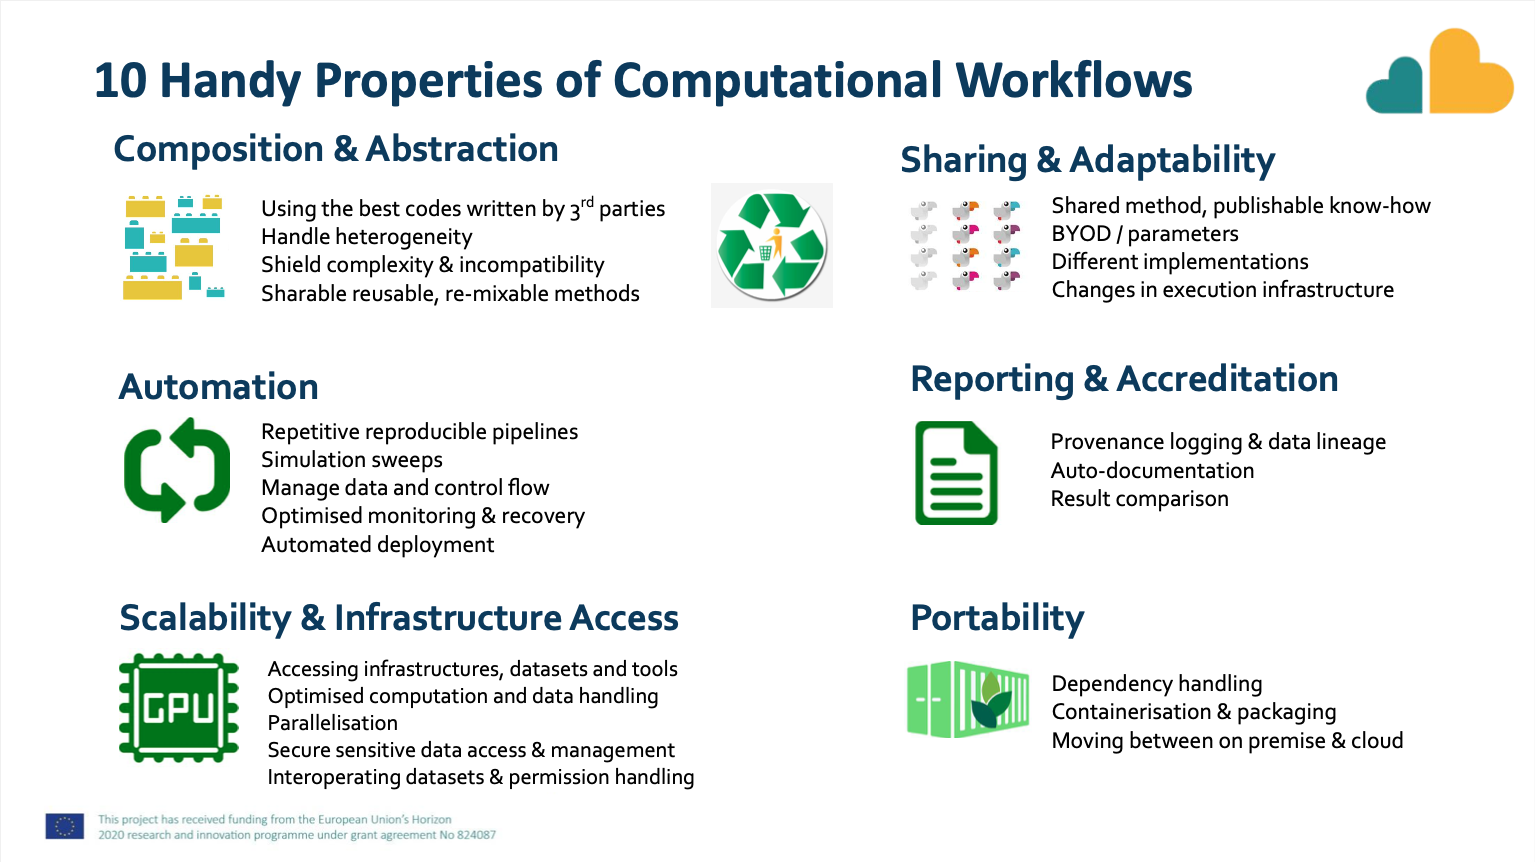 10 Handy Properties of Computational Workflows
Composition & Abstraction
Using the best codes written by 3rd parties
Handle heterogeneity
Shield complexity & incompatibility
Sharable reusable, re-mixable methods
Sharing & Adaptability
Shared method, publishable know-how
BYOD / parameters
Different implementations
Changes in execution infrastructure
Automation
Repetitive reproducible pipelines
Simulation sweeps
Manage data and control flow
Optimised monitoring & recovery
Automated deployment
Reporting & Accreditation
Provenance logging & data lineage
Auto-documentation
Result comparison
Scalability & Infrastructure Access
GPU
Accessing infrastructures, datasets and tools
Optimised computation and data handling
Parallelisation
Secure sensitive data access & management
Interoperating datasets & permission handling
Portability
Dependency handling
Containerisation & packaging
Moving between on premise & cloud
This project has received funding from the European Union's Horizon
2020 research and innovation programme under grant agreement No 824087